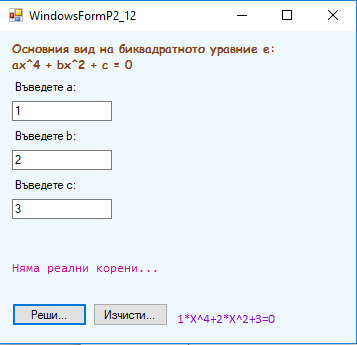 WindowsFormP2_12
Основния вид на биквадратното уравние е:
ax^4 + bx^2 + c = 0
Въведете a:
1
Въведете b:
2
Въведете c:
3
Няма реални корени...
Реши...
Изчисти...
1*X^4+2*X^2+3=0